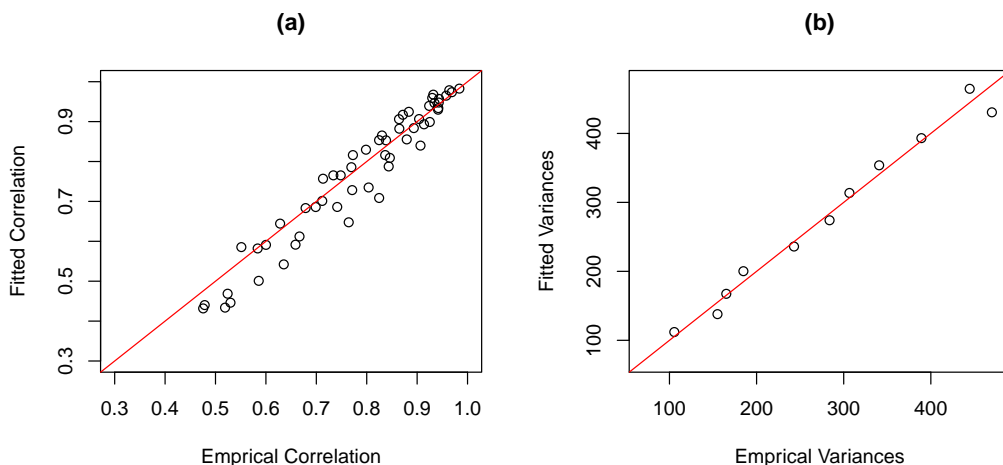 (a)
Fitted Correlation
0.3 0.5 0.7 0.9
0.3 0.4 0.5 0.6 0.7 0.8 0.9 1.0
Emprical Correlation
(b)
Fitted Variances
100 200 300 400
100 200 300 400
Emprical Variances